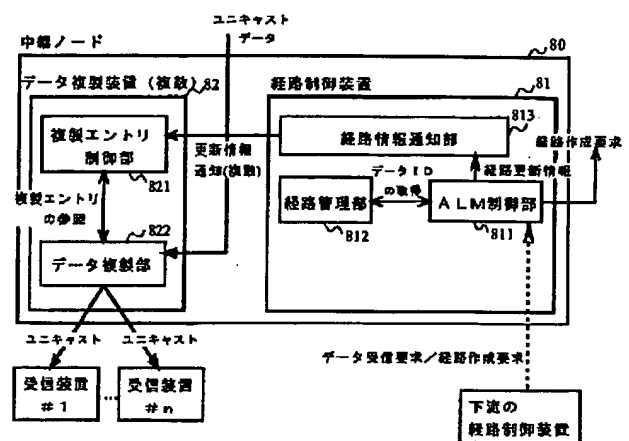 ユニキャスト
データ
中継ノード
80
データ複製装置（複数）
82
経路制御装置
81
複製エントリ
制御部
821
経路情報通知部
813
経路作成要求
更新情報
通知(複数)
データID
の取得
経路更新情報
複製エントリ
の参照
経路管理部
812
ALM制御部
811
822
データ複製部
ユニキャスト
ユニキャスト
データ受信要求／経路作成要求
受信装置
#1
…
受信装置
#n
下流の
経路制御装置